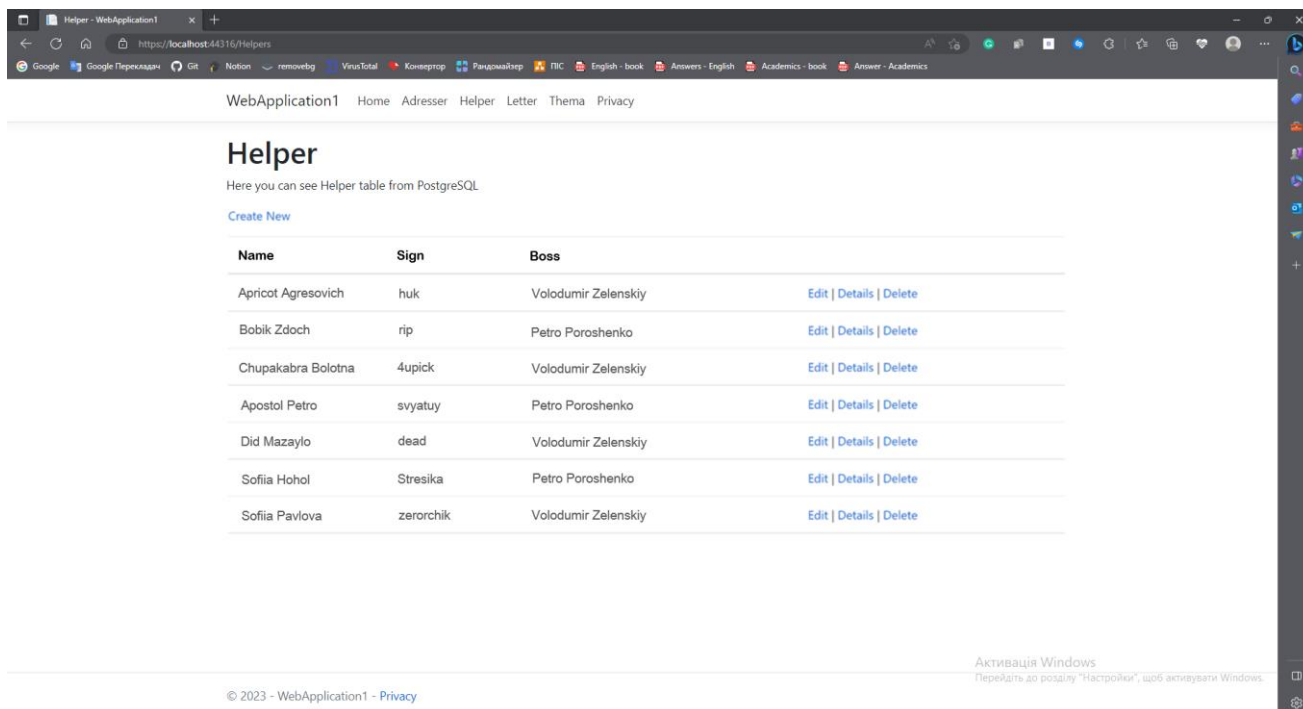 Helper - WebApplication1
https://localhost:44316/Helpers
Google Google Перекладач Git Notion removebg VirusTotal Конвертор Рандомайзер ПІС English - book Answers - English Academics - book Answer - Academics
WebApplication1 Home Adresser Helper Letter Thema Privacy
Helper
Here you can see Helper table from PostgreSQL
Create New
Name Sign Boss
Apricot Agresovich huk Volodumir Zelenskiy Edit | Details | Delete
Bobik Zdoch rip Petro Poroshenko Edit | Details | Delete
Chupakabra Bolotna 4upick Volodumir Zelenskiy Edit | Details | Delete
Apostol Petro svyatuy Petro Poroshenko Edit | Details | Delete
Did Mazaylo dead Volodumir Zelenskiy Edit | Details | Delete
Sofiia Hohol Stresika Petro Poroshenko Edit | Details | Delete
Sofiia Pavlova zerorchik Volodumir Zelenskiy Edit | Details | Delete
Активація Windows
Перейдіть до розділу "Настройки", щоб активувати Windows.
© 2023 - WebApplication1 - Privacy